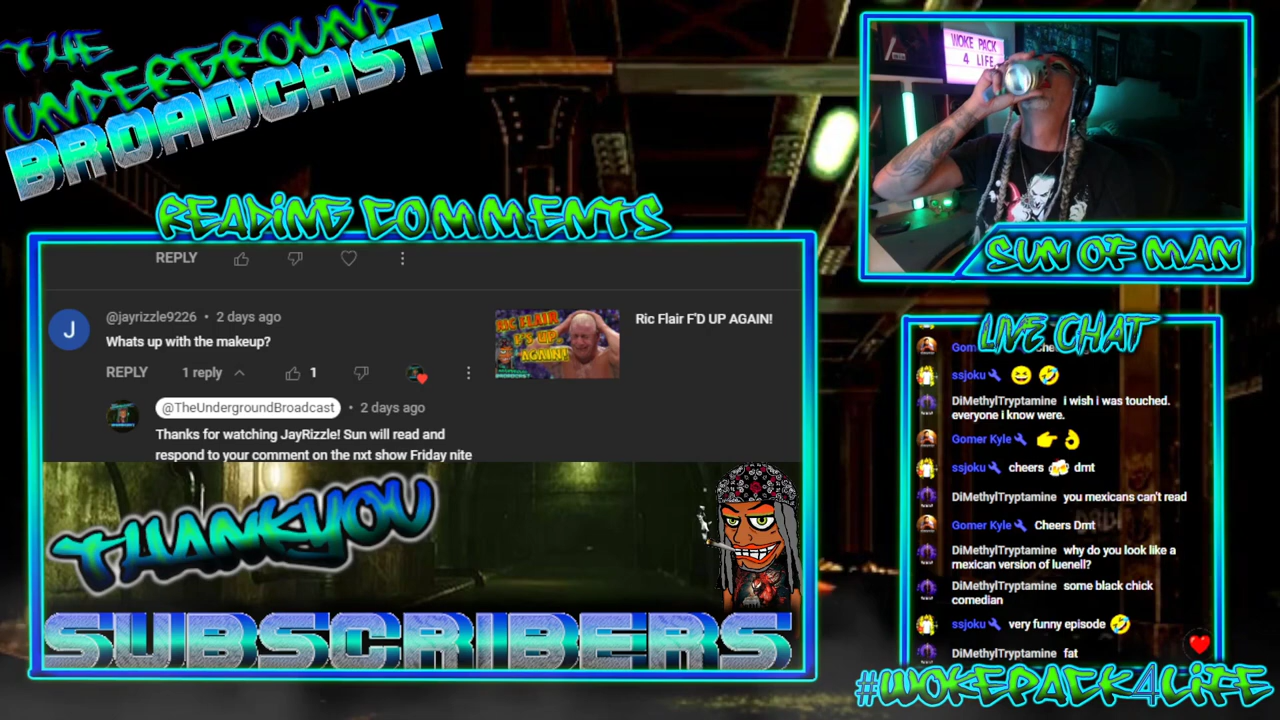 THE
UNDERGROUND
BROADCAST
READING COMMENTS
REPLY
J
@jayrizzle9226 • 2 days ago
Whats up with the makeup?
REPLY
1 reply
1
@TheUndergroundBroadcast • 2 days ago
Thanks for watching JayRizzle! Sun will read and
respond to your comment on the nxt show Friday nite
RIC FLAIR
F'S UP
AGAIN!
Ric Flair F'D UP AGAIN!
THANKYOU
SUBSCRIBERS
WOKE PACK
4 LIFE
SUN OF MAN
LIVE CHAT
ssjoku 😆 🤣
DiMethylTryptamine i wish i was touched.
everyone i know were.
Gomer Kyle 👉 👌
ssjoku cheers 🍻 dmt
DiMethylTryptamine you mexicans can't read
Gomer Kyle Cheers Dmt
DiMethylTryptamine why do you look like a
mexican version of luenell?
DiMethylTryptamine some black chick
comedian
ssjoku very funny episode 🤣
DiMethylTryptamine fat
#WOKEPACK4LIFE